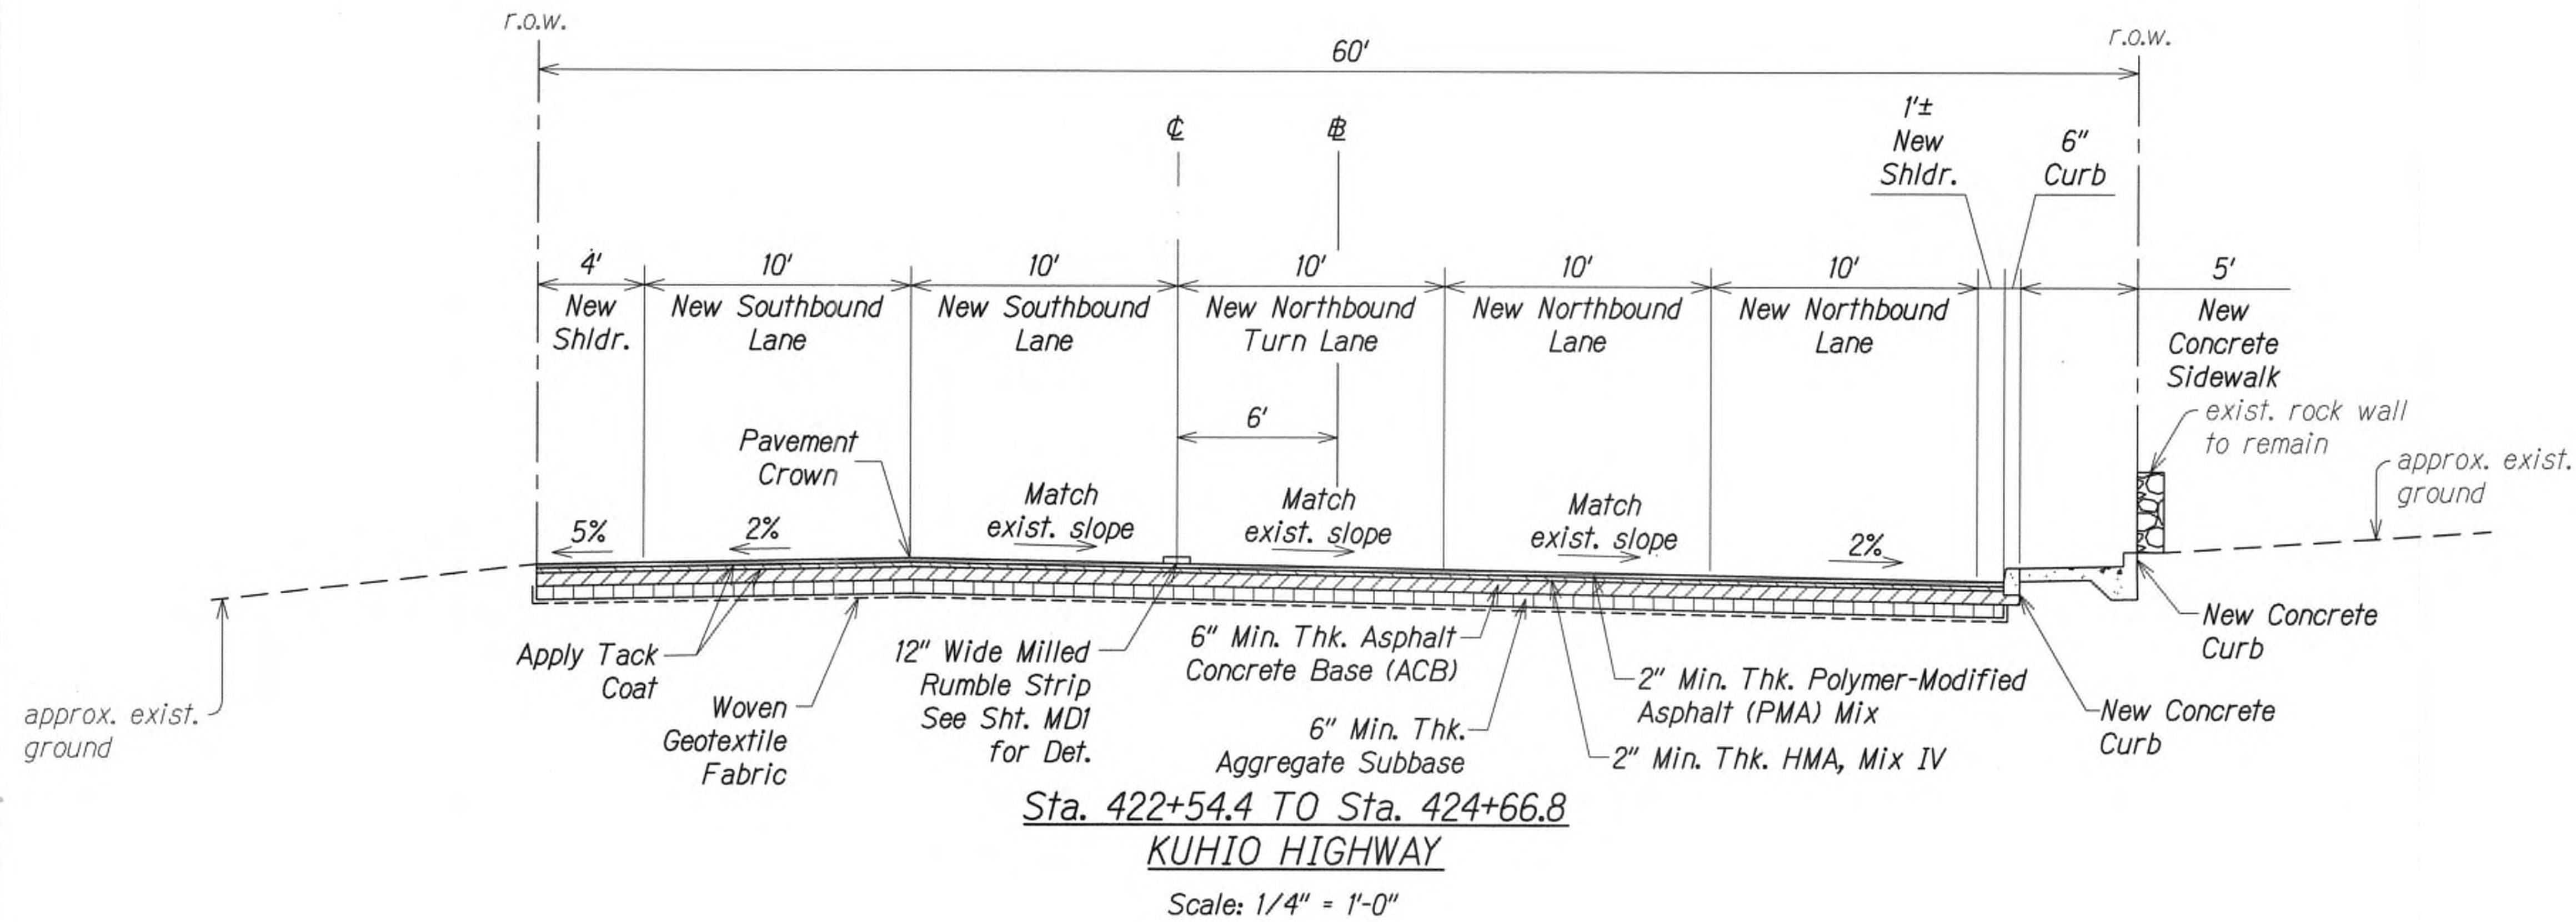 r.o.w.
r.o.w.
60'
℄
BL
1'±
New
Shldr.
6"
Curb
4'
New
Shldr.
10'
New Southbound
Lane
10'
New Southbound
Lane
10'
New Northbound
Turn Lane
10'
New Northbound
Lane
10'
New Northbound
Lane
5'
New
Concrete
Sidewalk
exist. rock wall
to remain
approx. exist.
ground
6'
Pavement
Crown
5%
2%
Match
exist. slope
Match
exist. slope
Match
exist. slope
2%
approx. exist.
ground
Apply Tack
Coat
Woven
Geotextile
Fabric
12" Wide Milled
Rumble Strip
See Sht. MD1
for Det.
6" Min. Thk. Asphalt
Concrete Base (ACB)
6" Min. Thk.
Aggregate Subbase
2" Min. Thk. Polymer-Modified
Asphalt (PMA) Mix
2" Min. Thk. HMA, Mix IV
New Concrete
Curb
New Concrete
Curb
Sta. 422+54.4 TO Sta. 424+66.8
KUHIO HIGHWAY
Scale: 1/4" = 1'-0"